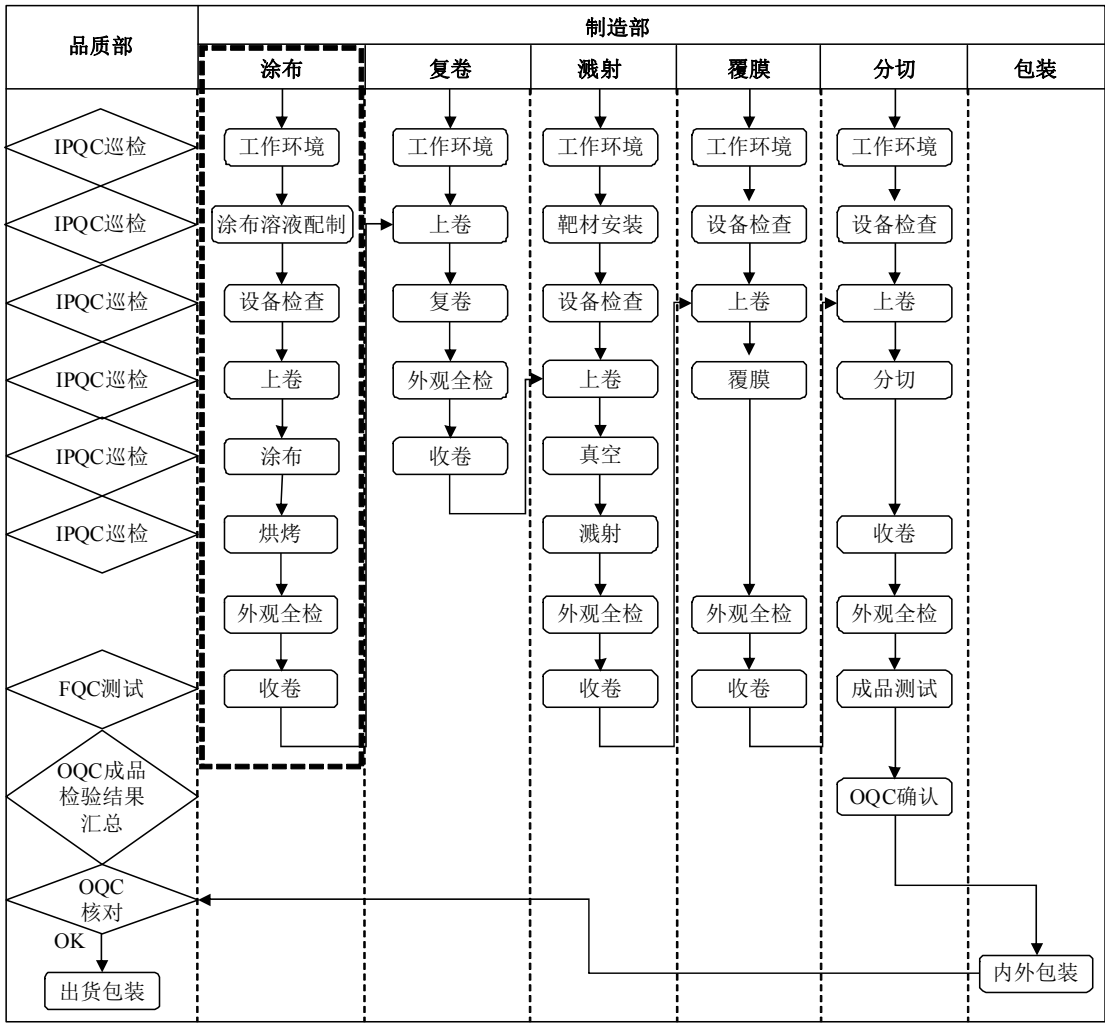 品质部
制造部
涂布
复卷
溅射
覆膜
分切
包装
IPQC巡检
工作环境
工作环境
工作环境
工作环境
工作环境
IPQC巡检
涂布溶液配制
上卷
靶材安装
设备检查
设备检查
IPQC巡检
设备检查
复卷
设备检查
上卷
上卷
IPQC巡检
上卷
外观全检
上卷
覆膜
分切
IPQC巡检
涂布
收卷
真空
IPQC巡检
烘烤
溅射
收卷
外观全检
外观全检
外观全检
外观全检
FQC测试
收卷
收卷
收卷
成品测试
OQC成品
检验结果
汇总
OQC确认
OQC
核对
OK
内外包装
出货包装